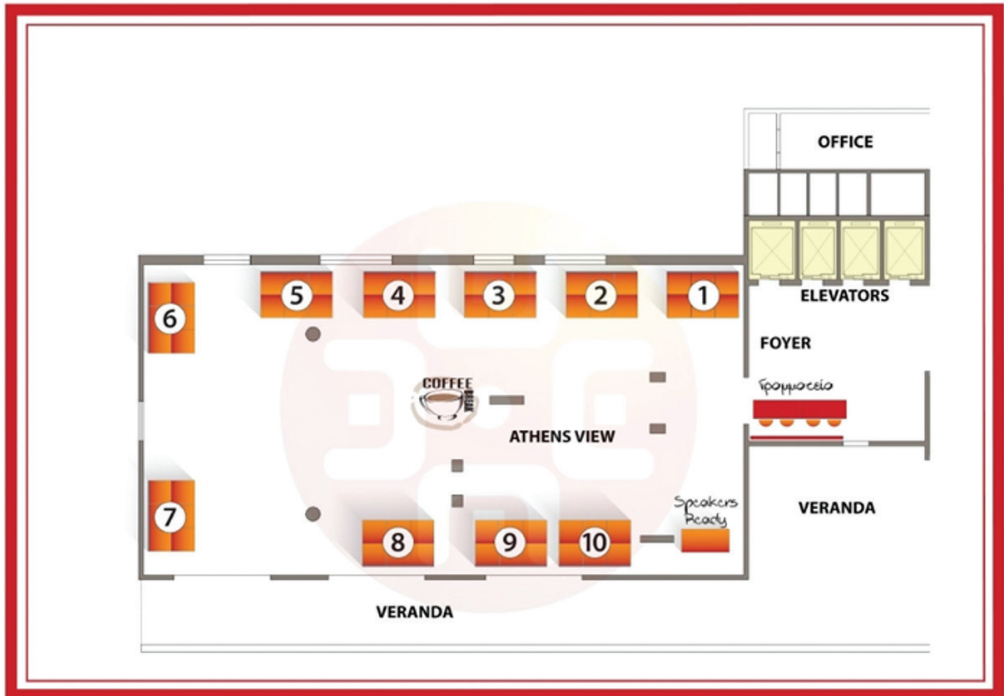 OFFICE
ELEVATORS
5
4
3
2
1
6
FOYER
Γραμματεία
COFFEE
BREAK
ATHENS VIEW
7
Speakers
Ready
VERANDA
8
9
10
VERANDA